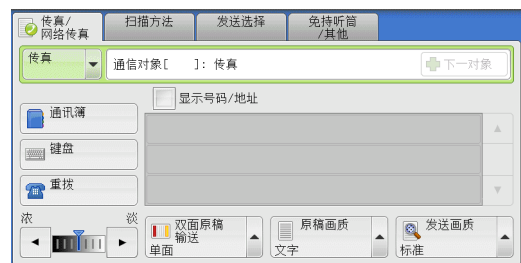 传真/
网络传真
扫描方法
发送选择
免持听筒
/其他
传真
通信对象[    ]: 传真
下一对象
通讯簿
显示号码/地址
键盘
重拨
浓
淡
双面原稿
输送
单面
原稿画质
文字
发送画质
标准